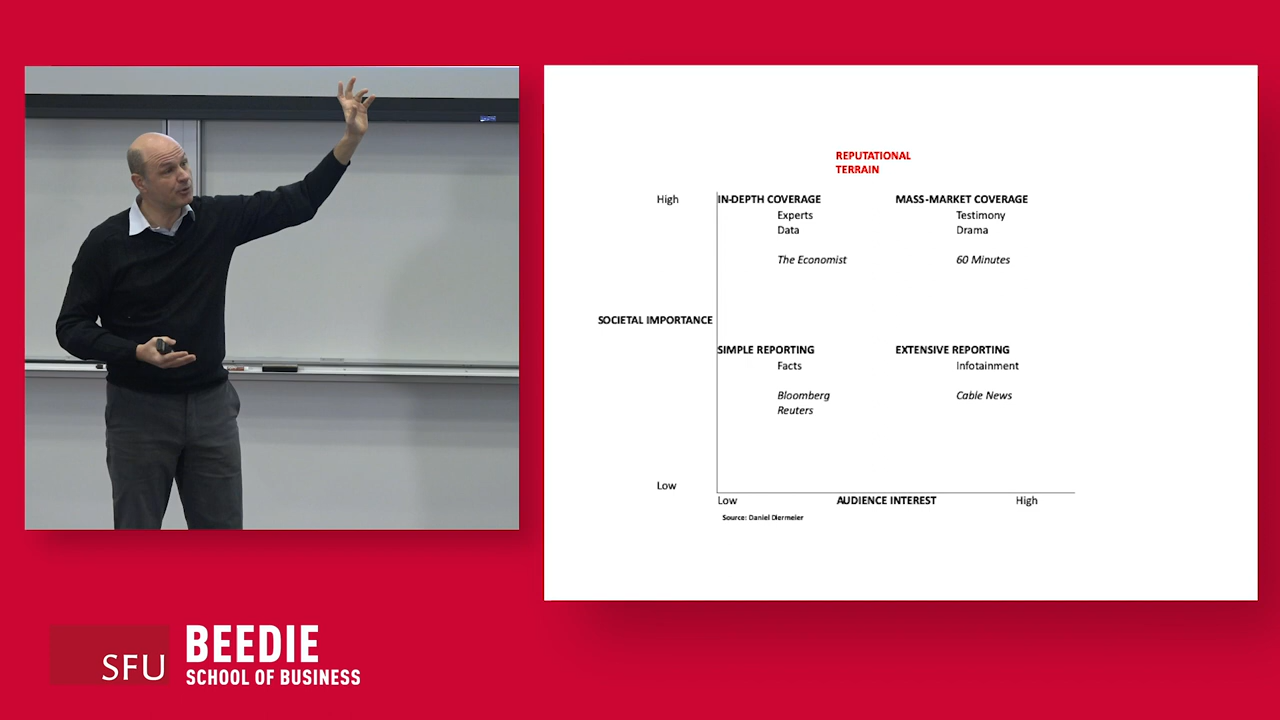 REPUTATIONAL
TERRAIN
High
IN-DEPTH COVERAGE
Experts
Data
The Economist
MASS-MARKET COVERAGE
Testimony
Drama
60 Minutes
SOCIETAL IMPORTANCE
SIMPLE REPORTING
Facts
Bloomberg
Reuters
EXTENSIVE REPORTING
Infotainment
Cable News
Low
Low
AUDIENCE INTEREST
High
Source: Daniel Diermeier
SFU
BEEDIE
SCHOOL OF BUSINESS